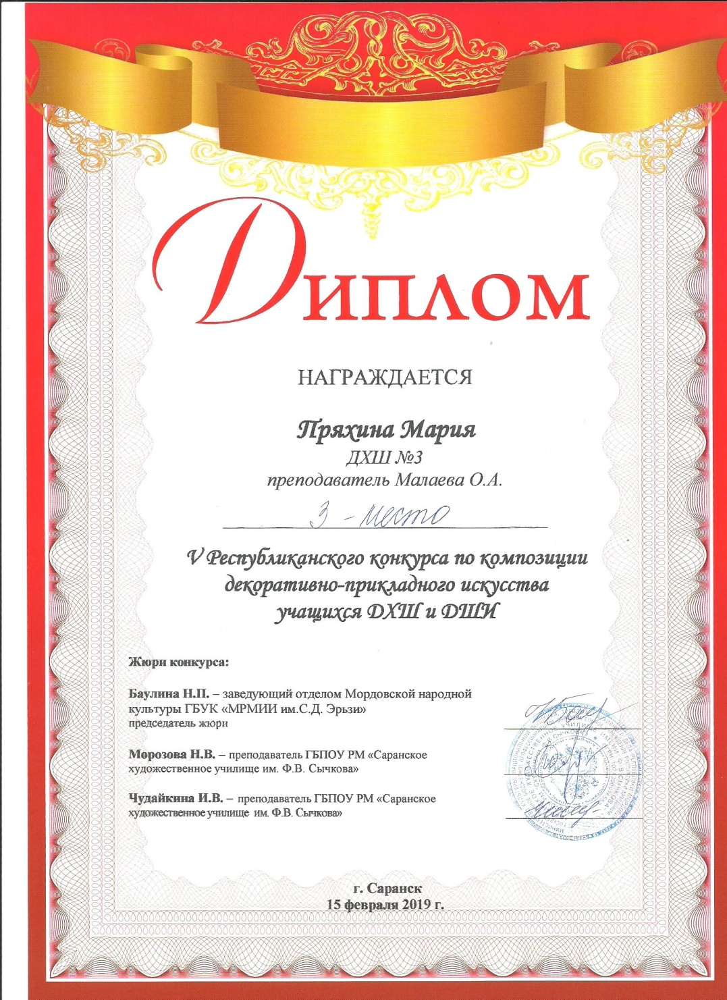 Диплом
НАГРАЖДАЕТСЯ
Пряхина Мария
ДХШ №3
преподаватель Малаева О.А.
3 - место
V Республиканского конкурса по композиции
декоративно-прикладного искусства
учащихся ДХШ и ДШИ
Жюри конкурса:
Баулина Н.П. – заведующий отделом Мордовской народной
культуры ГБУК «МРМИИ им.С.Д. Эрьзи»
председатель жюри
Морозова Н.В. – преподаватель ГБПОУ РМ «Саранское
художественное училище им. Ф.В. Сычкова»
Чудайкина И.В. – преподаватель ГБПОУ РМ «Саранское
художественное училище им. Ф.В. Сычкова»
г. Саранск
15 февраля 2019 г.